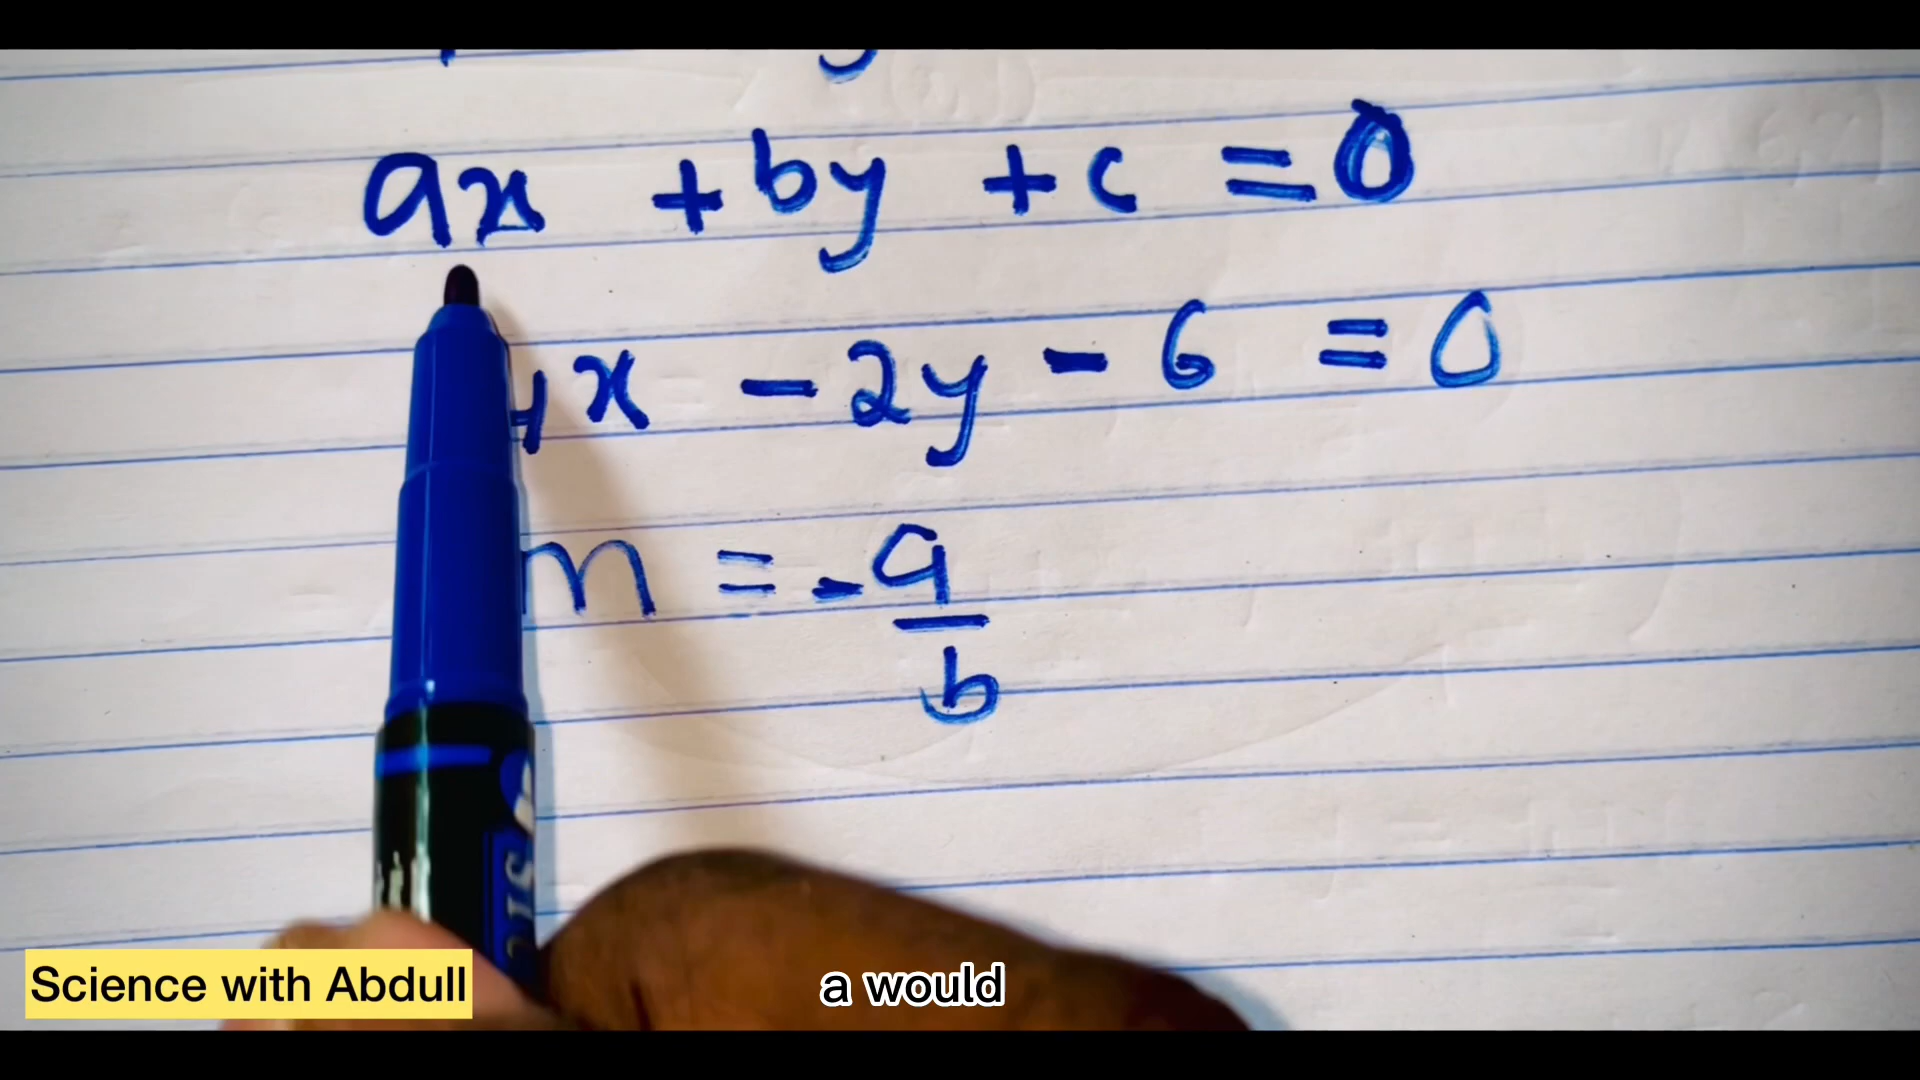 ax + by + c = 0
4x - 2y - 6 = 0
m = - a
b
Science with Abdull
a would